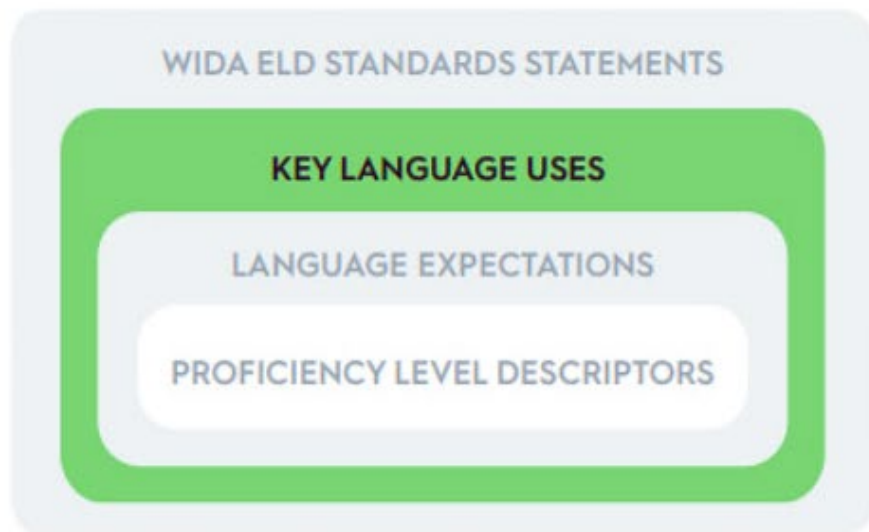 WIDA ELD STANDARDS STATEMENTS
KEY LANGUAGE USES
LANGUAGE EXPECTATIONS
PROFICIENCY LEVEL DESCRIPTORS